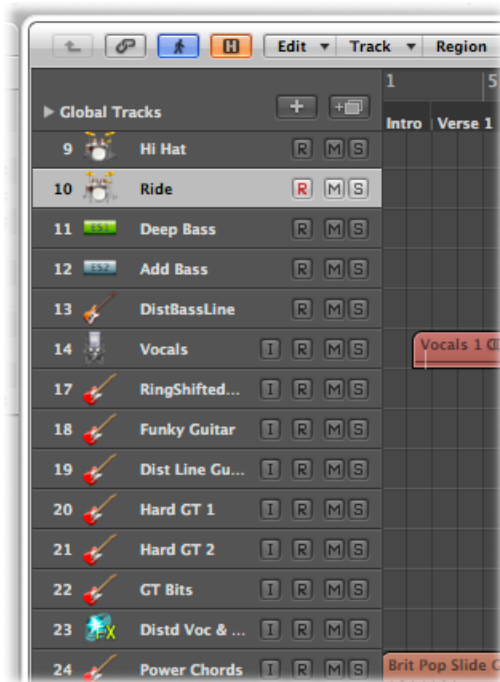 H Edit Track Region
1 5
Global Tracks + +
Intro Verse 1
9 Hi Hat R M S
10 Ride R M S
11 ES1 Deep Bass R M S
12 ES2 Add Bass R M S
13 DistBassLine R M S
14 Vocals I R M S Vocals 1
17 RingShifted... I R M S
18 Funky Guitar I R M S
19 Dist Line Gu... I R M S
20 Hard GT 1 I R M S
21 Hard GT 2 I R M S
22 GT Bits I R M S
23 FX Distd Voc & ... I R M S
24 Power Chords I R M S Brit Pop Slide